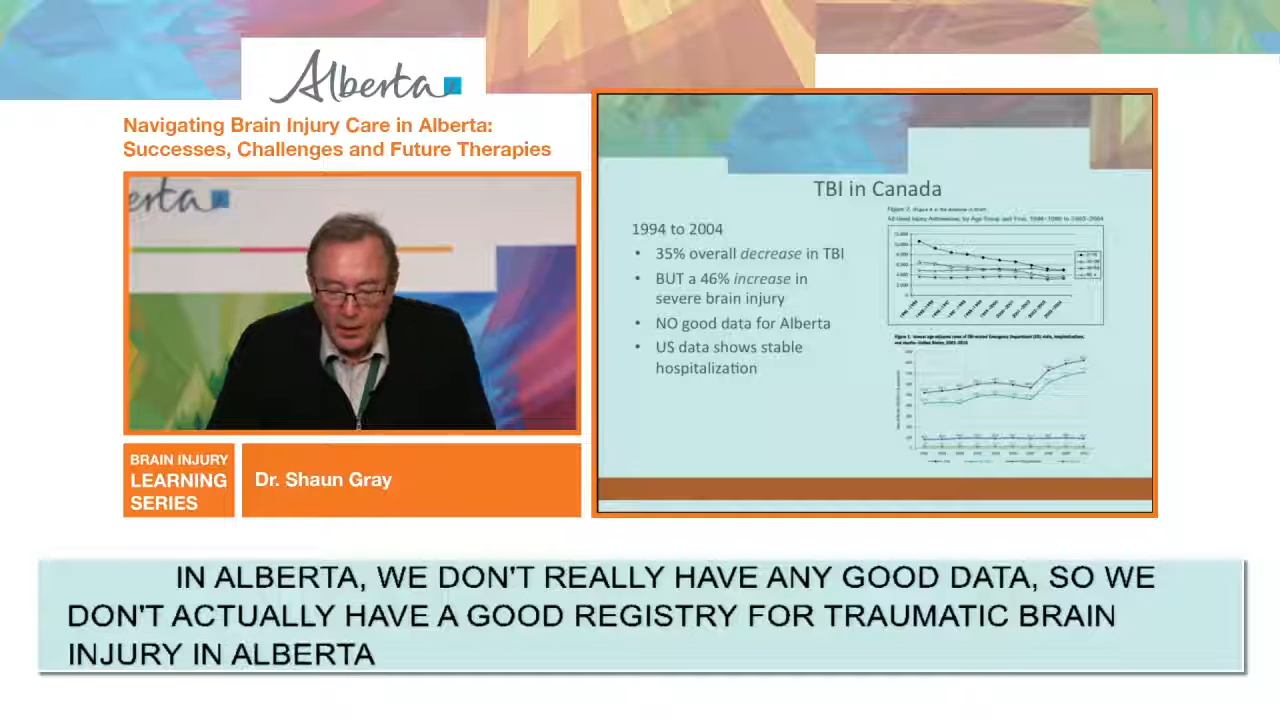 Alberta
Navigating Brain Injury Care in Alberta:
Successes, Challenges and Future Therapies
erta
BRAIN INJURY
LEARNING
SERIES
Dr. Shaun Gray
TBI in Canada
1994 to 2004
• 35% overall decrease in TBI
• BUT a 46% increase in
severe brain injury
• NO good data for Alberta
• US data shows stable
hospitalization
IN ALBERTA, WE DON'T REALLY HAVE ANY GOOD DATA, SO WE
DON'T ACTUALLY HAVE A GOOD REGISTRY FOR TRAUMATIC BRAIN
INJURY IN ALBERTA